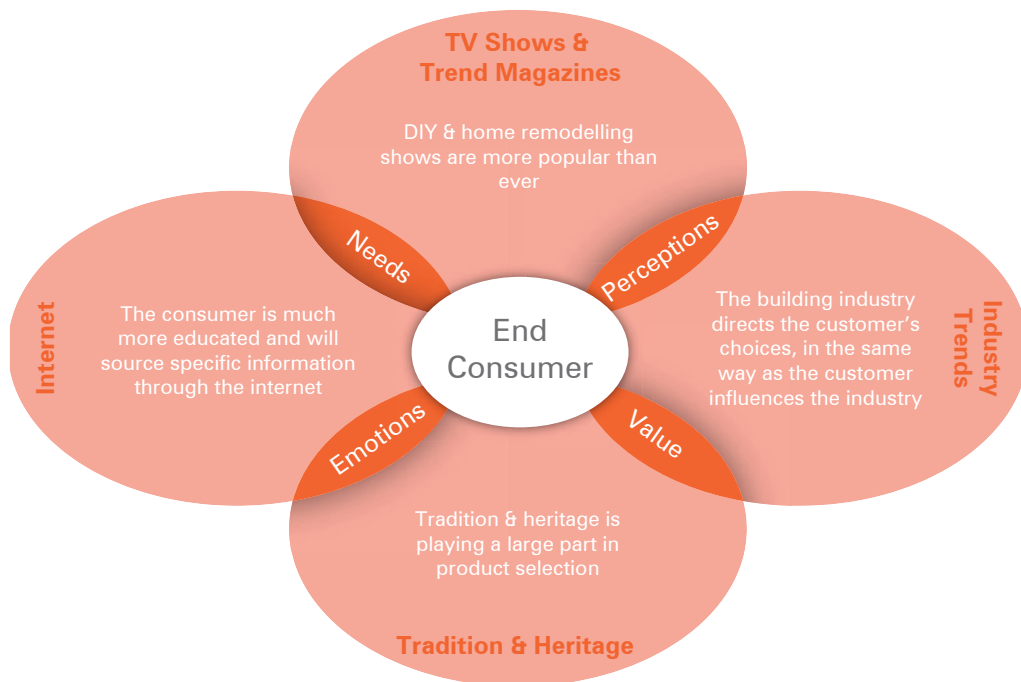 TV Shows &
Trend Magazines
DIY & home remodelling
shows are more popular than
ever
Needs
Perceptions
Internet
The consumer is much
more educated and will
source specific information
through the internet
End
Consumer
The building industry
directs the customer’s
choices, in the same
way as the customer
influences the industry
Industry
Trends
Emotions
Value
Tradition & heritage is
playing a large part in
product selection
Tradition & Heritage